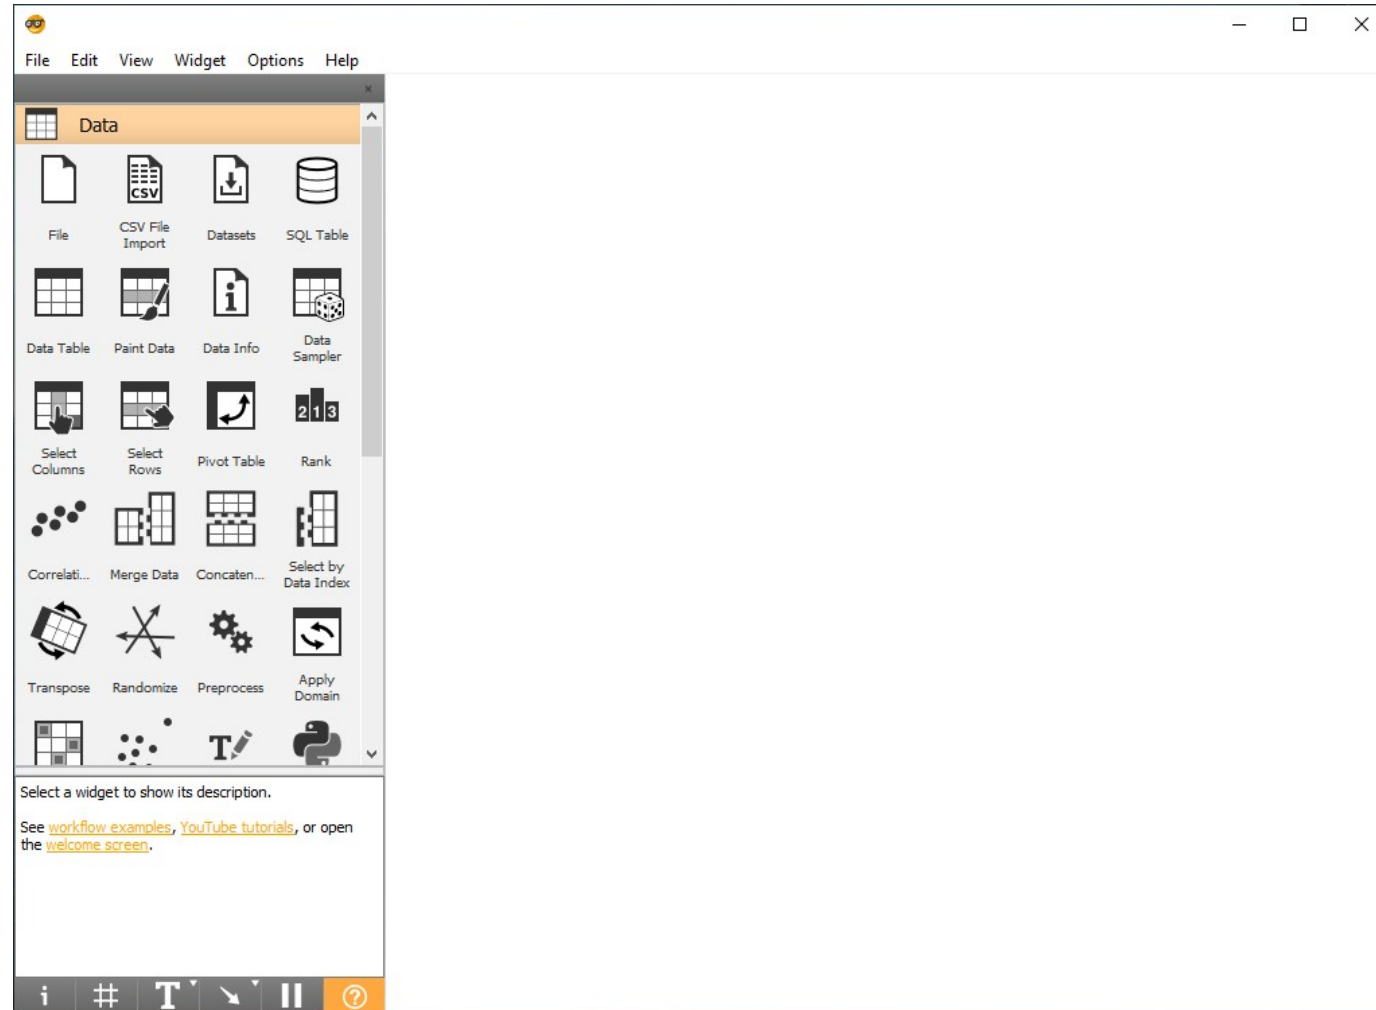 File Edit View Widget Options Help
Data
CSV
File
CSV File
Import
Datasets
SQL Table
Data Table
Paint Data
Data Info
Data
Sampler
2 1 3
Select
Columns
Select
Rows
Pivot Table
Rank
Correlati...
Merge Data
Concaten...
Select by
Data Index
Transpose
Randomize
Preprocess
Apply
Domain
T
Select a widget to show its description.
See workflow examples, YouTube tutorials, or open
the welcome screen.
i # T ?